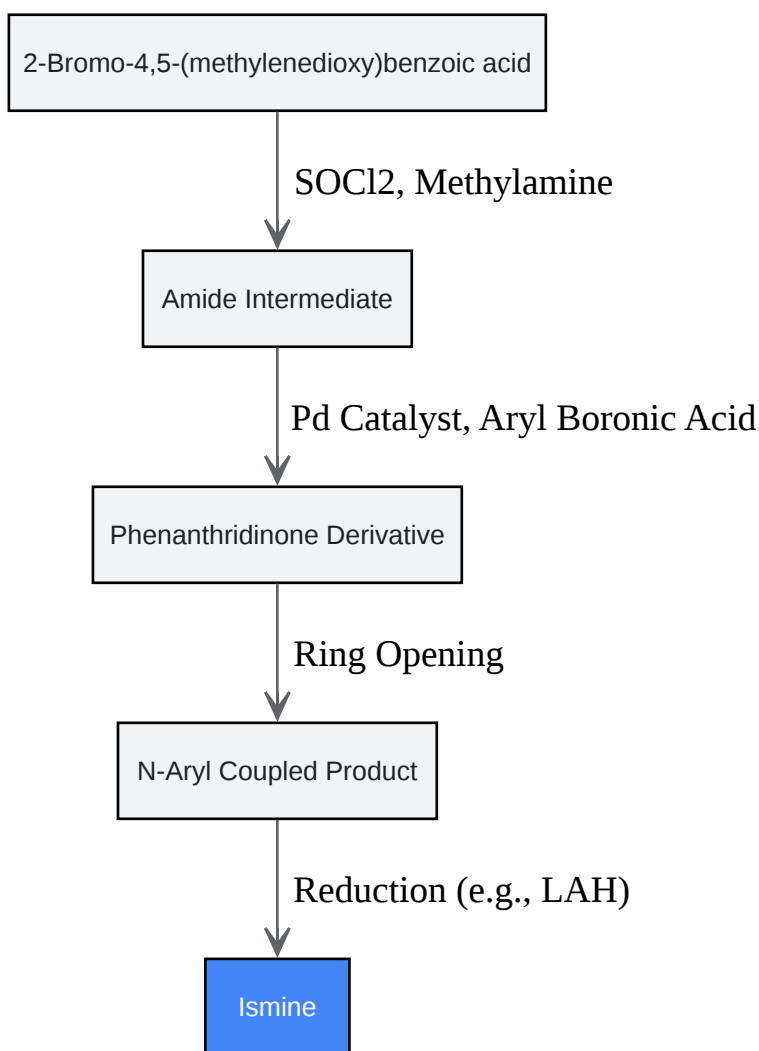 2-Bromo-4,5-(methylenedioxy)benzoic acid
SOCl2, Methylamine
Amide Intermediate
Pd Catalyst, Aryl Boronic Acid
Phenanthridinone Derivative
Ring Opening
N-Aryl Coupled Product
Reduction (e.g., LAH)
Ismine